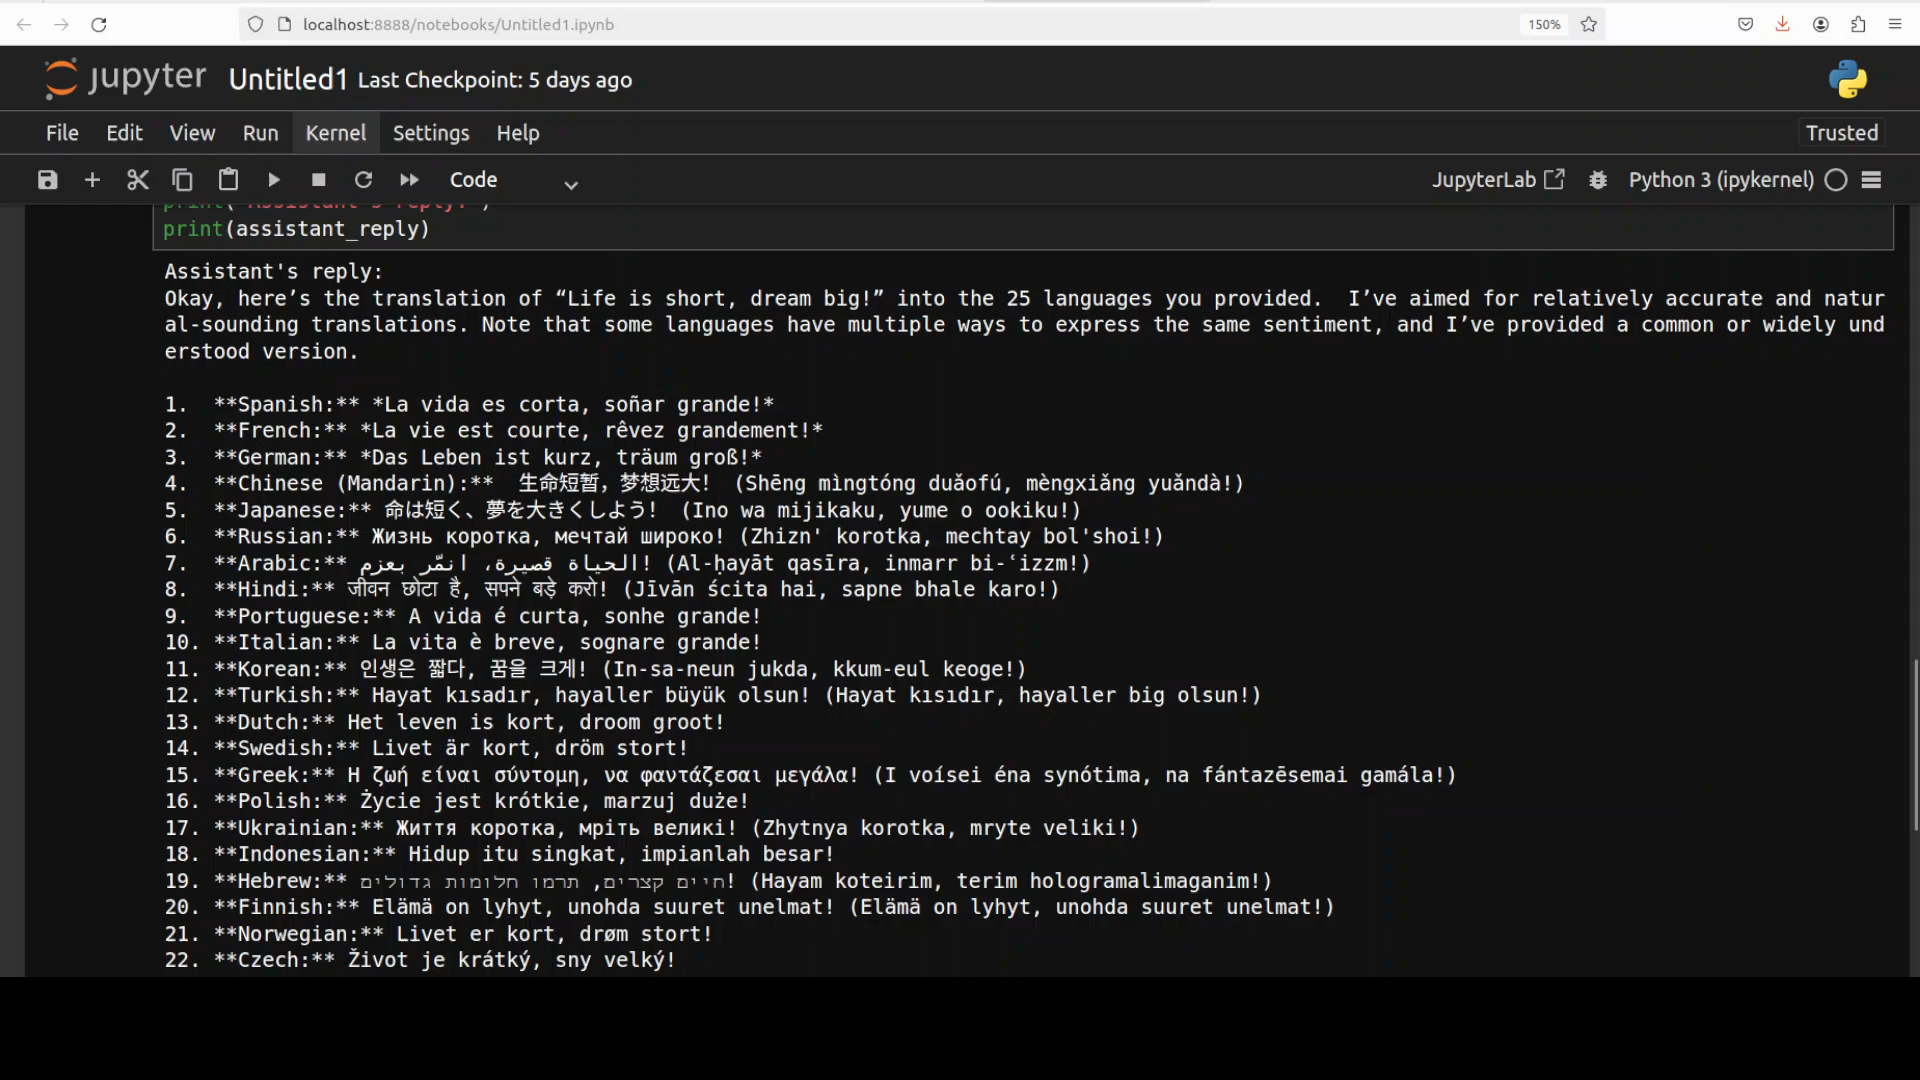 localhost:8888/notebooks/Untitled1.ipynb
150%
jupyter Untitled1 Last Checkpoint: 5 days ago
File Edit View Run Kernel Settings Help
Trusted
Code
JupyterLab
Python 3 (ipykernel)
print("Assistant's reply:")
print(assistant_reply)
Assistant's reply:
Okay, here’s the translation of “Life is short, dream big!” into the 25 languages you provided.  I’ve aimed for relatively accurate and natur
al-sounding translations. Note that some languages have multiple ways to express the same sentiment, and I’ve provided a common or widely und
erstood version.
1.  **Spanish:** *La vida es corta, soñar grande!*
2.  **French:** *La vie est courte, rêvez grandement!*
3.  **German:** *Das Leben ist kurz, träum groß!*
4.  **Chinese (Mandarin):**  生命短暂，梦想远大！ (Shēng mìngtóng duǎofú, mèngxiǎng yuǎndà!)
5.  **Japanese:** 命は短く、夢を大きくしよう！ (Ino wa mijikaku, yume o ookiku!)
6.  **Russian:** Жизнь коротка, мечтай широко! (Zhizn' korotka, mechtay bol'shoi!)
7.  **Arabic:** الحياة قصيرة، انمّر بعزم! (Al-ḥayāt qasīra, inmarr bi-ʿizzm!)
8.  **Hindi:** जीवन छोटा है, सपने बड़े करो! (Jīvān ścita hai, sapne bhale karo!)
9.  **Portuguese:** A vida é curta, sonhe grande!
10. **Italian:** La vita è breve, sognare grande!
11. **Korean:** 인생은 짧다, 꿈을 크게! (In-sa-neun jukda, kkum-eul keoge!)
12. **Turkish:** Hayat kısadır, hayaller büyük olsun! (Hayat kısıdır, hayaller big olsun!)
13. **Dutch:** Het leven is kort, droom groot!
14. **Swedish:** Livet är kort, dröm stort!
15. **Greek:** Η ζωή είναι σύντομη, να φαντάζεσαι μεγάλα! (I voísei éna synótima, na fántazēsemai gamála!)
16. **Polish:** Życie jest krótkie, marzuj duże!
17. **Ukrainian:** Життя коротка, мріть великі! (Zhytnya korotka, mryte veliki!)
18. **Indonesian:** Hidup itu singkat, impianlah besar!
19. **Hebrew:** חיים קצרים, תרמו חלומות גדולים! (Hayam koteirim, terim hologramalimaganim!)
20. **Finnish:** Elämä on lyhyt, unohda suuret unelmat! (Elämä on lyhyt, unohda suuret unelmat!)
21. **Norwegian:** Livet er kort, drøm stort!
22. **Czech:** Život je krátký, sny velký!